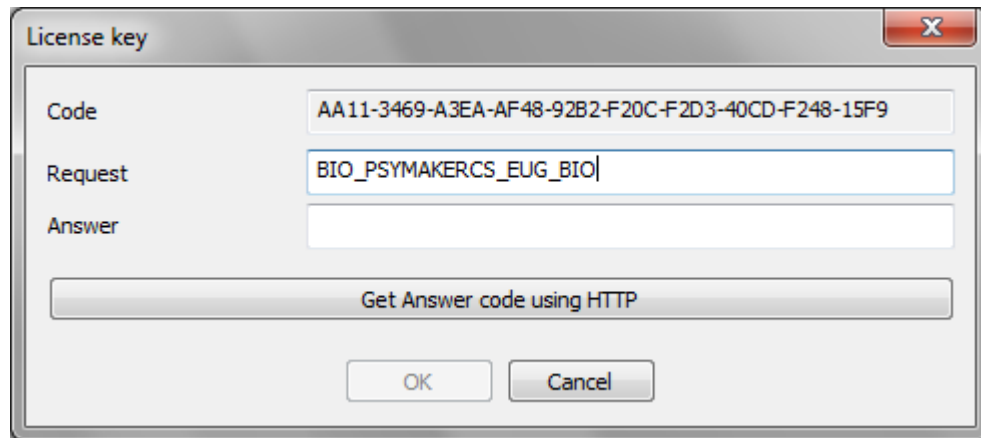 License key
Code AA11-3469-A3EA-AF48-92B2-F20C-F2D3-40CD-F248-15F9
Request BIO_PSYMAKERCS_EUG_BIO
Answer
Get Answer code using HTTP
OK Cancel